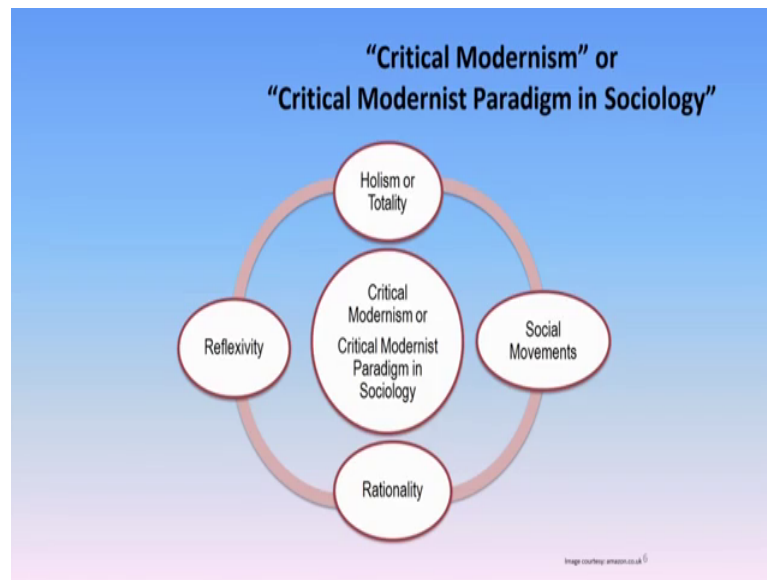 “Critical Modernism” or
“Critical Modernist Paradigm in Sociology”
Holism or
Totality
Critical
Modernism or
Critical Modernist
Paradigm in
Sociology
Reflexivity
Social
Movements
Rationality
Image courtesy: amazon.co.uk 6